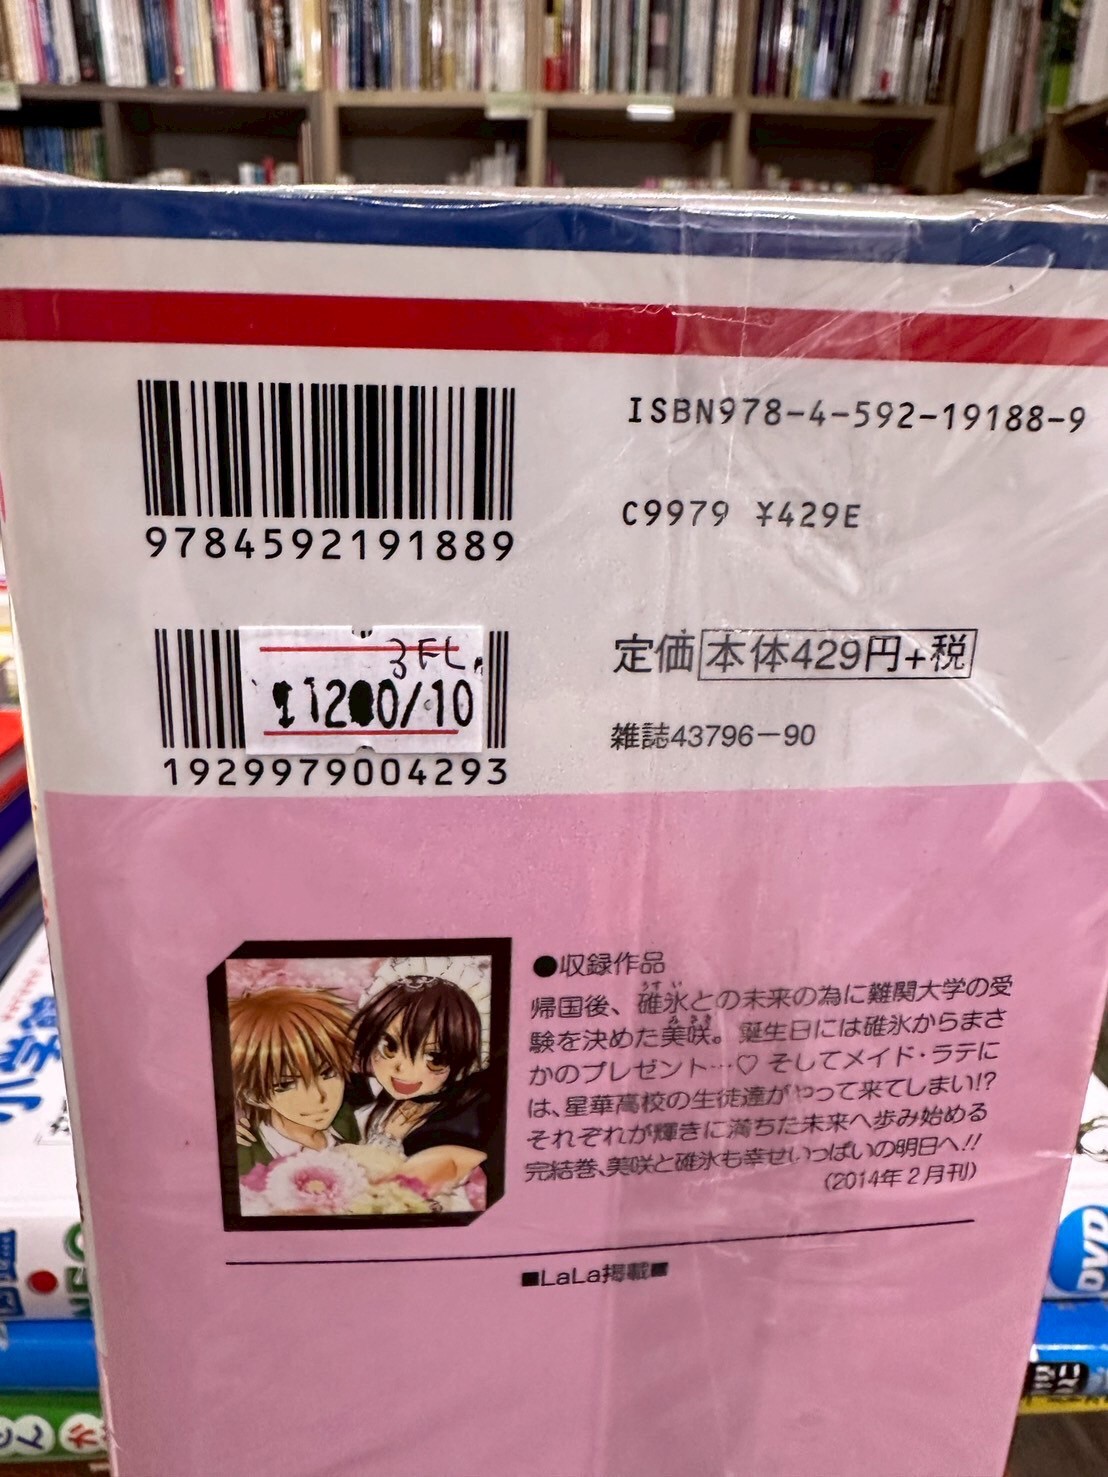 ISBN978-4-592-19188-9
C9979 ¥429E
9784592191889
定価 本体429円+税
雑誌43796-90
1929979004293
●収録作品
帰国後、碓氷との未来の為に難関大学の受
うすい
験を決めた美咲。誕生日には碓氷からまさ
みさき
かのプレゼント…♡ そしてメイド・ラテに
は、星華高校の生徒達がやって来てしまい!?
それぞれが輝きに満ちた未来へ歩み始める
完結巻、美咲と碓氷も幸せいっぱいの明日へ!!
(2014年2月刊)
■LaLa掲載■
DVD